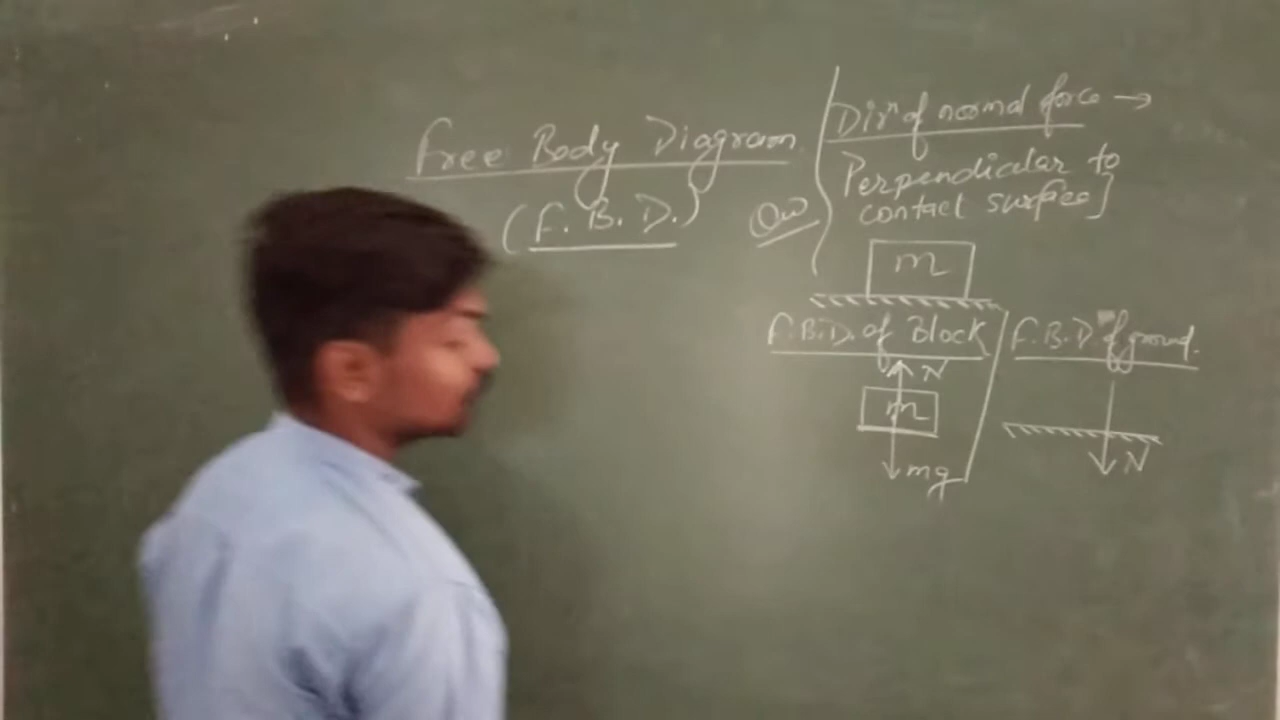 Free Body Diagram
(F.B.D.)
Dirⁿ of normal force →
Perpendicular to
contact surface]
m
F.B.D. of Block
F.B.D of ground.
N
m
mg
N